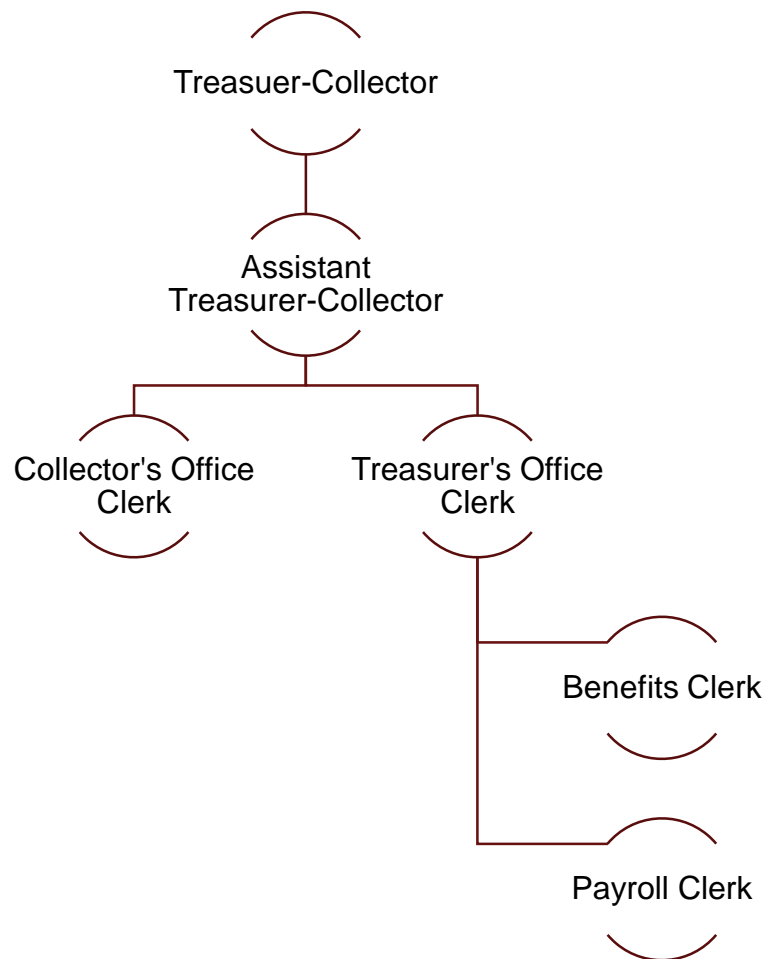 Treasuer-Collector
Assistant
Treasurer-Collector
Collector's Office
Clerk
Treasurer's Office
Clerk
Benefits Clerk
Payroll Clerk